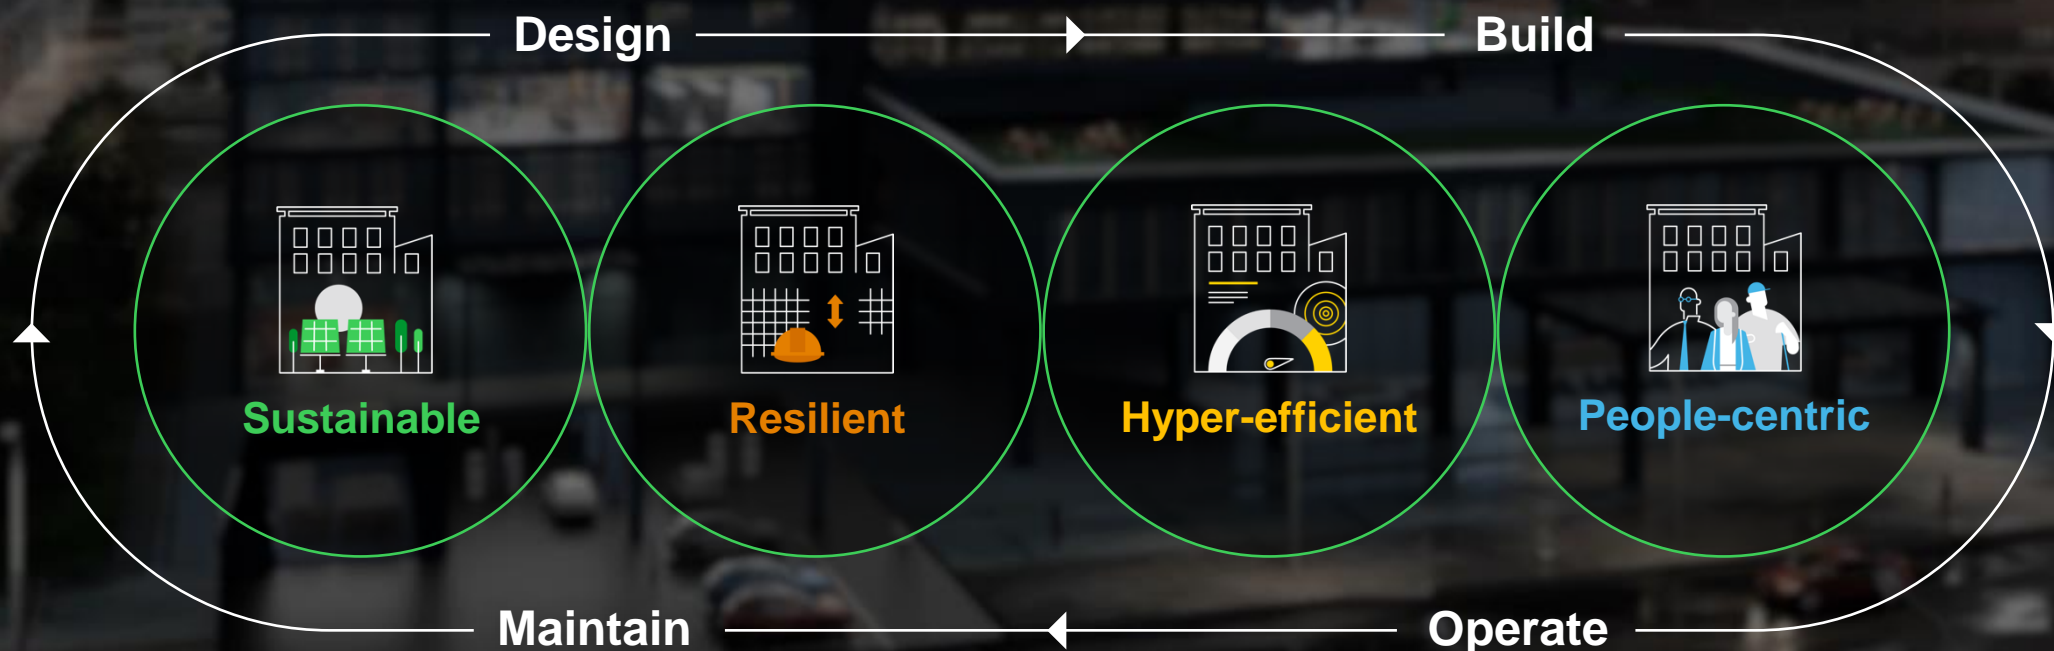 Design
Build
Sustainable
Resilient
Hyper-efficient
People-centric
Maintain
Operate